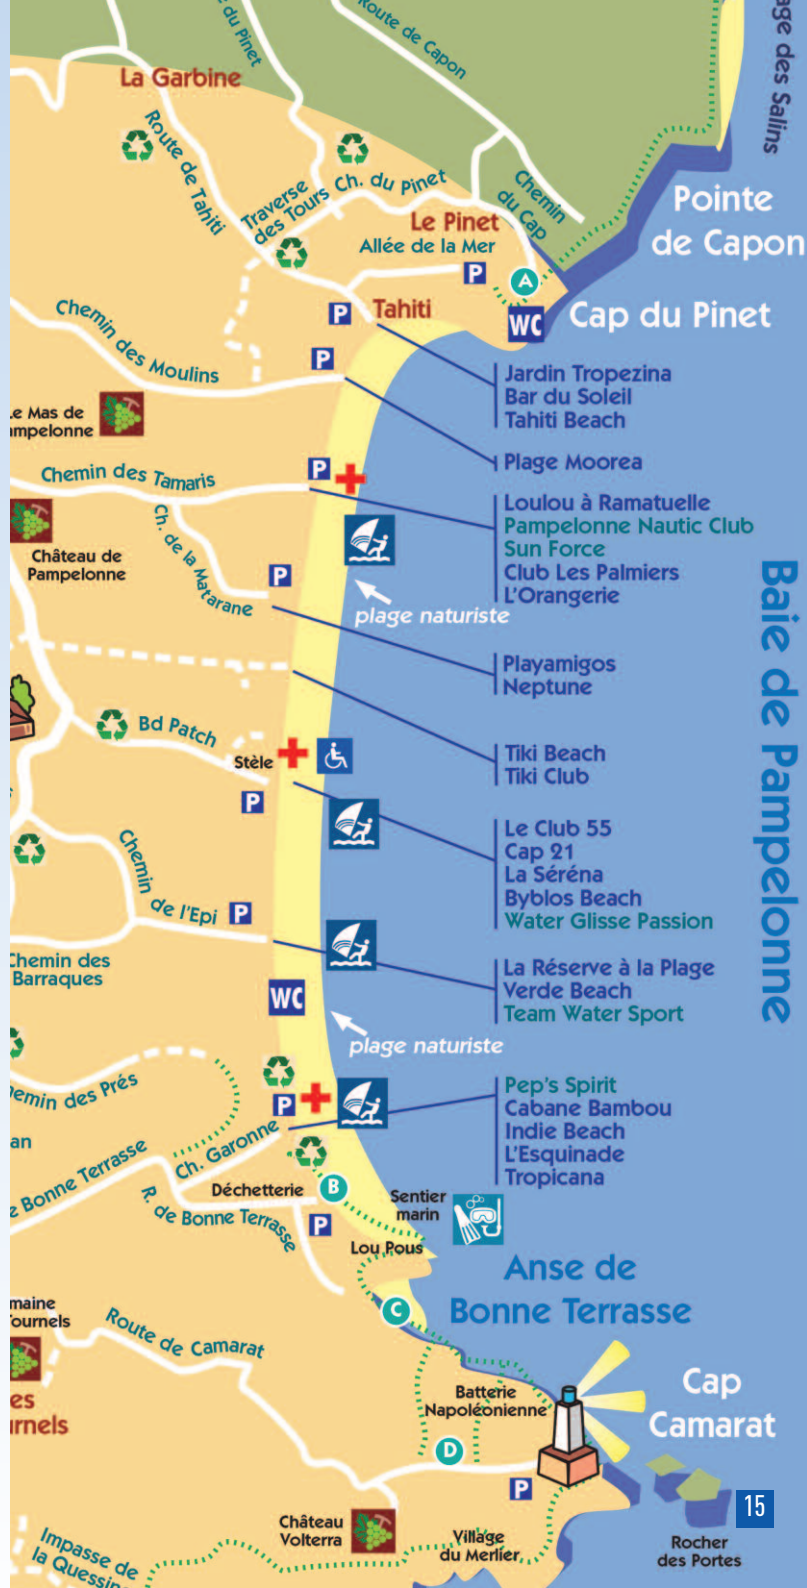 Route de Capon
du Pinet
La Garbine
age des Salins
Route de Tahiti
Traverse
des Tours
Ch. du Pinet
Chemin
du Cap
Pointe
de Capon
Le Pinet
Allée de la Mer
P
A
P
Tahiti
WC
Cap du Pinet
Chemin des Moulins
P
Jardin Tropezina
Bar du Soleil
Tahiti Beach
Le Mas de
ampelonne
Plage Moorea
Chemin des Tamaris
P
Loulou à Ramatuelle
Pampelonne Nautic Club
Sun Force
Club Les Palmiers
L'Orangerie
Ch. de la Matarane
Château de
Pampelonne
P
plage naturiste
Baie de Pampelonne
Playamigos
Neptune
Bd Patch
Stèle
P
Tiki Beach
Tiki Club
Le Club 55
Cap 21
La Séréna
Byblos Beach
Water Glisse Passion
Chemin
de l'Epi
P
Chemin des
Barraques
La Réserve à la Plage
Verde Beach
Team Water Sport
WC
plage naturiste
emin des Prés
P
Pep's Spirit
Cabane Bambou
Indie Beach
L'Esquinade
Tropicana
an
Ch. Garonne
e Bonne Terrasse
Déchetterie
B
R. de Bonne Terrasse
P
Sentier
marin
Lou Pous
Anse de
Bonne Terrasse
C
maine
Tournels
Route de Camarat
es
rnels
Batterie
Napoléonienne
Cap
Camarat
D
P
15
Château
Volterra
Village
du Merlier
Rocher
des Portes
Impasse de
la Quessin